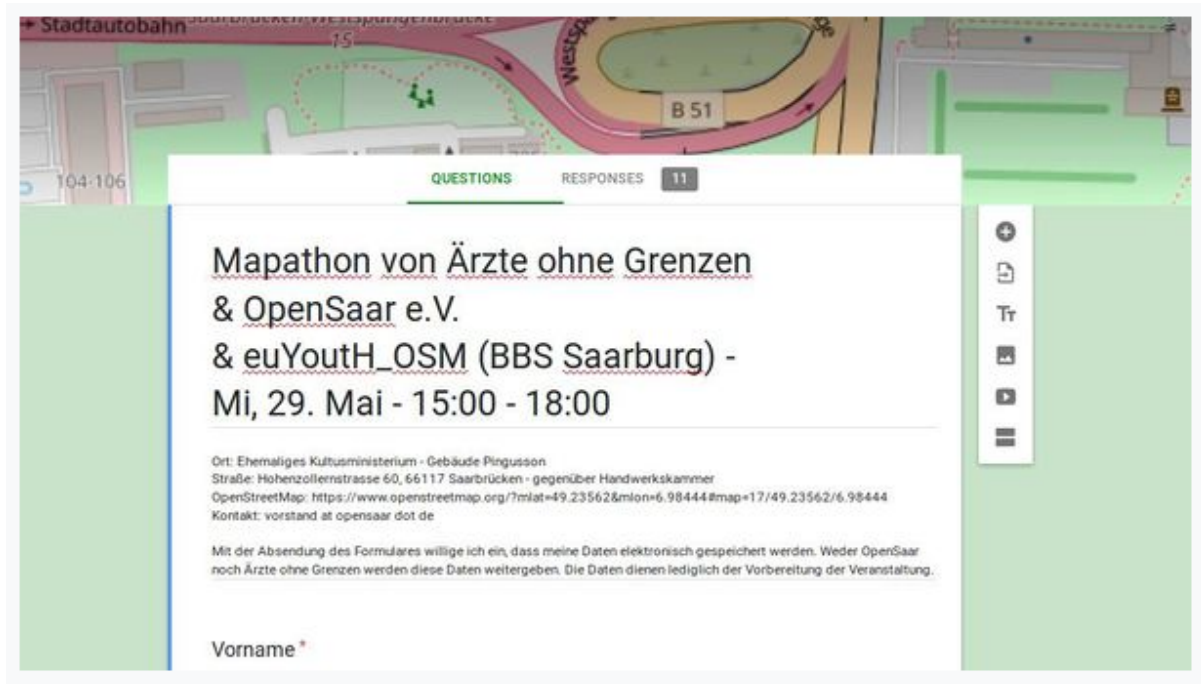 Stadtautobahn
Saarbrücken-Westspangenbrücke
15
Westsp
ge
B 51
104-106
QUESTIONS RESPONSES 11
Mapathon von Ärzte ohne Grenzen
& OpenSaar e.V.
& euYoutH_OSM (BBS Saarburg) -
Mi, 29. Mai - 15:00 - 18:00
Ort: Ehemaliges Kultusministerium - Gebäude Pingusson
Straße: Hohenzollernstrasse 60, 66117 Saarbrücken - gegenüber Handwerkskammer
OpenStreetMap: https://www.openstreetmap.org/?mlat=49.23562&mlon=6.98444#map=17/49.23562/6.98444
Kontakt: vorstand at opensaar dot de
Mit der Absendung des Formulares willige ich ein, dass meine Daten elektronisch gespeichert werden. Weder OpenSaar
noch Ärzte ohne Grenzen werden diese Daten weitergeben. Die Daten dienen lediglich der Vorbereitung der Veranstaltung.
Vorname *